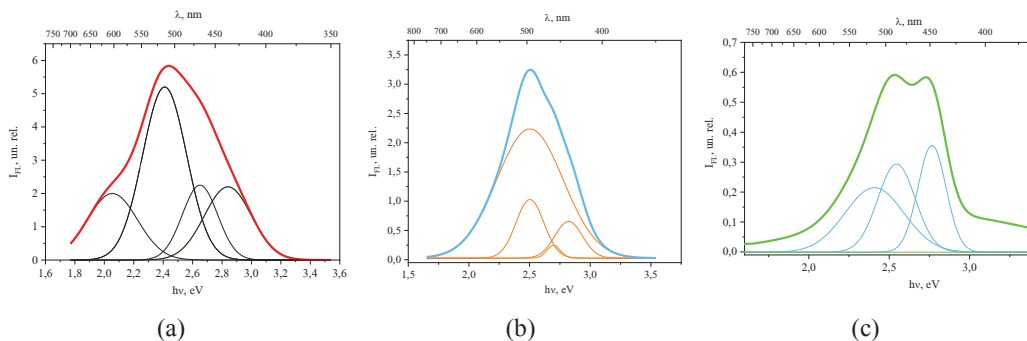 λ, nm
750 700 650 600 550 500 450 400 350
6
5
4
3
2
1
0
I_FL, un. rel.
1,6 1,8 2,0 2,2 2,4 2,6 2,8 3,0 3,2 3,4 3,6
hν, eV
(a)
λ, nm
800 700 600 500 400
3,5
3,0
2,5
2,0
1,5
1,0
0,5
0,0
I_FL, un. rel.
1,5 2,0 2,5 3,0 3,5
hν, eV
(b)
λ, nm
750 700 650 600 550 500 450 400
0,7
0,6
0,5
0,4
0,3
0,2
0,1
0,0
I_FL, un. rel.
2,0 2,5 3,0
hν, eV
(c)